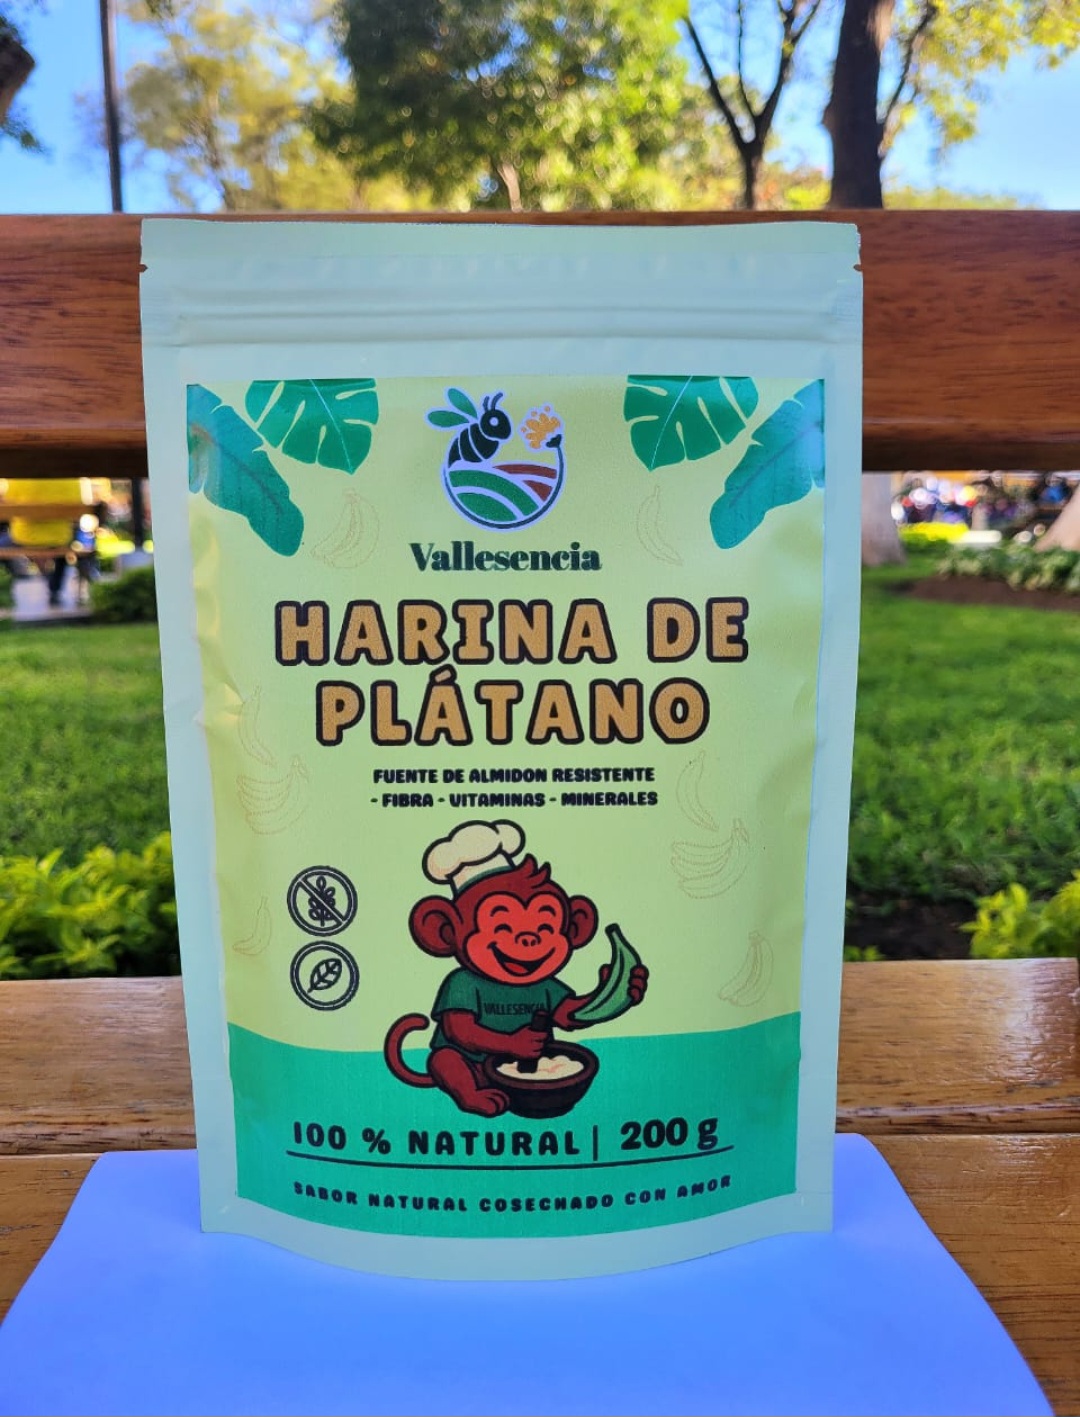 Vallesencia
HARINA DE
PLÁTANO
FUENTE DE ALMIDON RESISTENTE
- FIBRA - VITAMINAS - MINERALES
VALLESENCIA
100 % NATURAL | 200 g
SABOR NATURAL COSECHADO CON AMOR